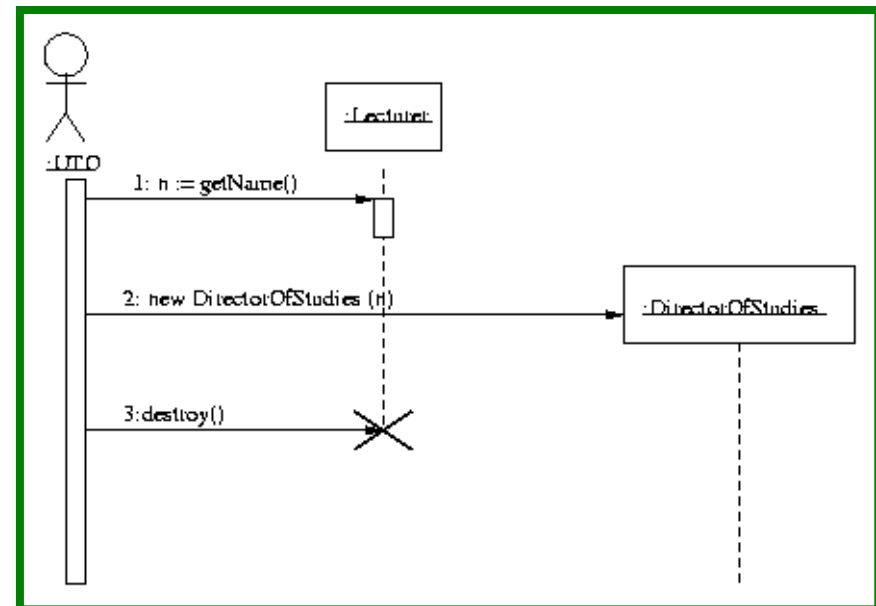 :Lecturer
:UTO
1: n := getName()
2: new DirectorOfStudies (n)
:DirectorOfStudies
3:destroy()